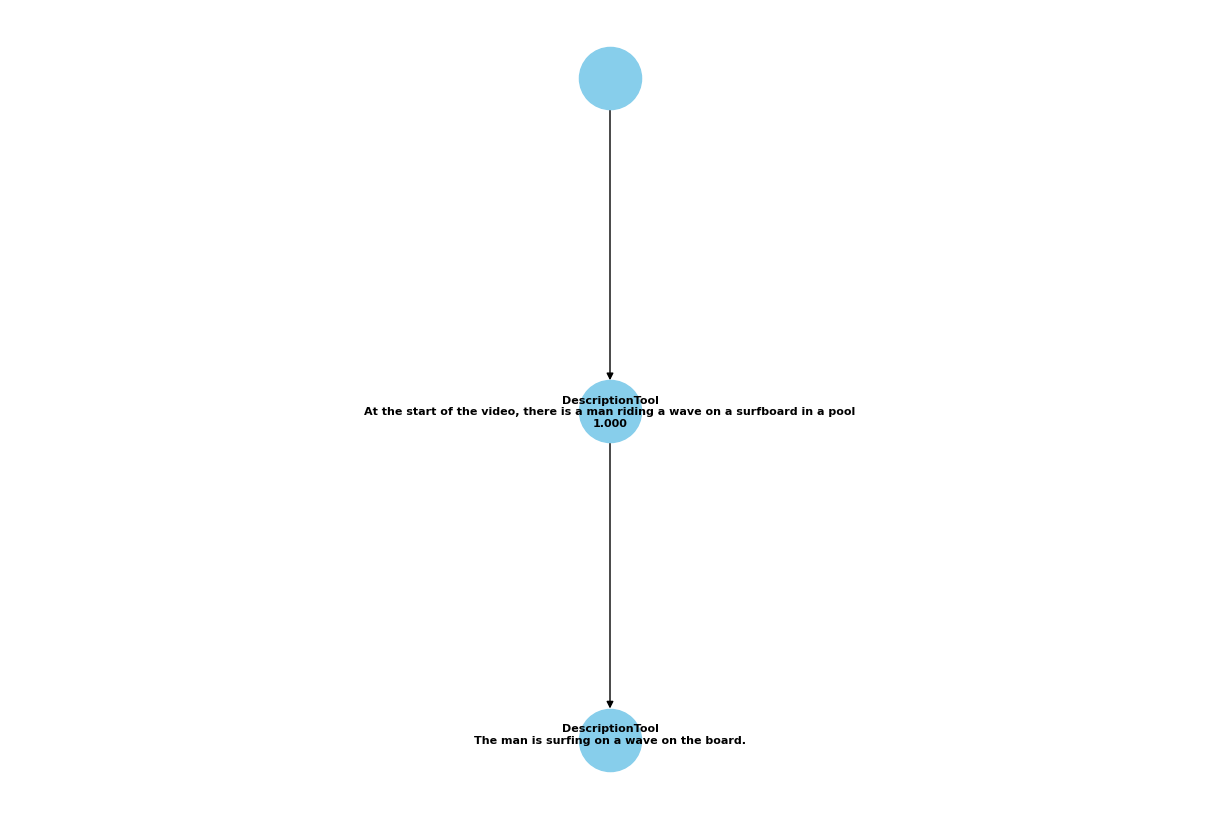 DescriptionTool
At the start of the video, there is a man riding a wave on a surfboard in a pool
1.000
DescriptionTool
The man is surfing on a wave on the board.